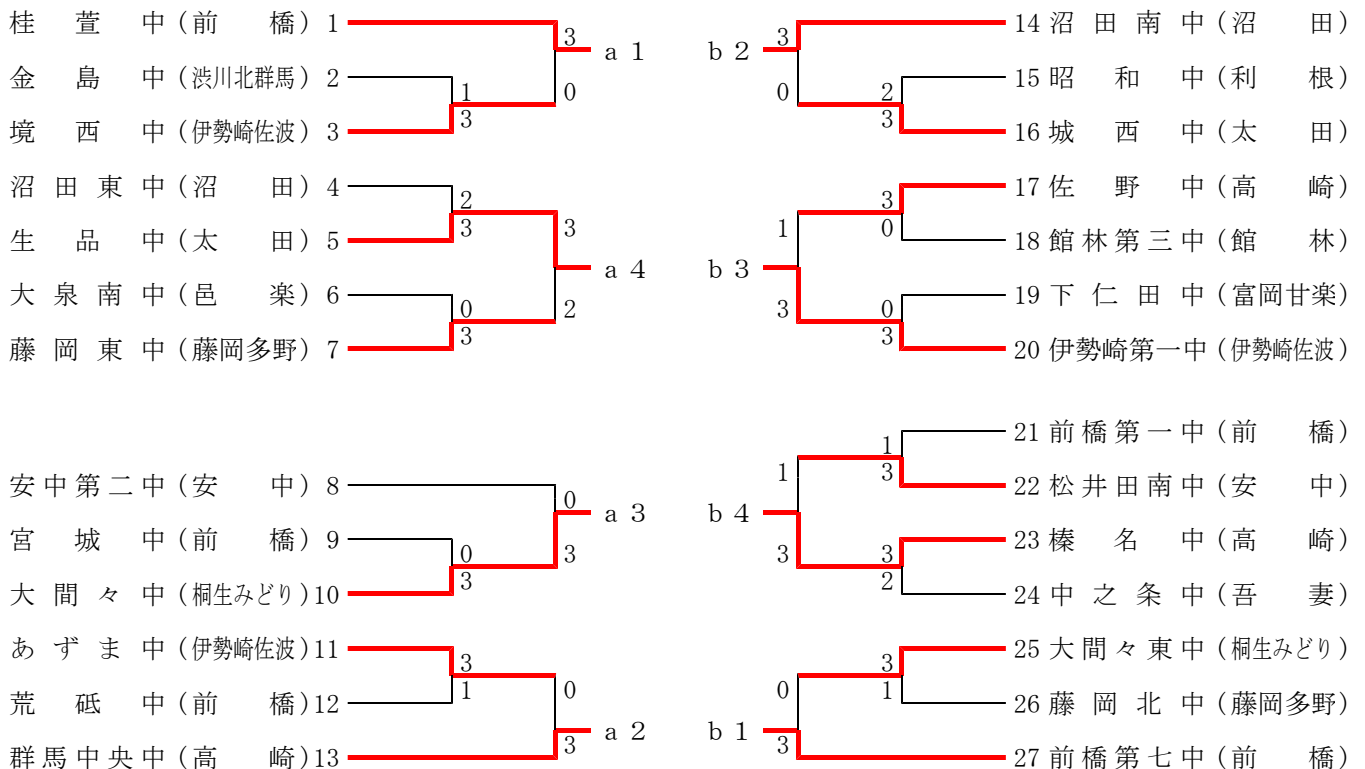 桂萱中(前橋) 1
3
a 1
金島中(渋川北群馬) 2
1
0
境西中(伊勢崎佐波) 3
3
沼田東中(沼田) 4
2
生品中(太田) 5
3
3
a 4
大泉南中(邑楽) 6
0
2
藤岡東中(藤岡多野) 7
3
安中第二中(安中) 8
0
a 3
宮城中(前橋) 9
0
3
大間々中(桐生みどり)10
3
あずま中(伊勢崎佐波)11
3
荒砥中(前橋)12
1
0
a 2
群馬中央中(高崎)13
3
b 2
3
14 沼田南中(沼田)
0
2
15 昭和中(利根)
3
16 城西中(太田)
3
17 佐野中(高崎)
1
0
18 館林第三中(館林)
b 3
3
0
19 下仁田中(富岡甘楽)
3
20 伊勢崎第一中(伊勢崎佐波)
1
21 前橋第一中(前橋)
1
3
22 松井田南中(安中)
b 4
3
3
23 榛名中(高崎)
2
24 中之条中(吾妻)
3
25 大間々東中(桐生みどり)
0
1
26 藤岡北中(藤岡多野)
b 1
3
27 前橋第七中(前橋)